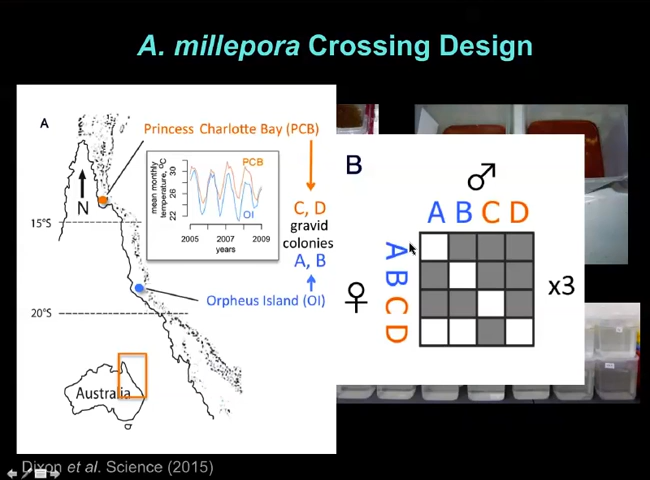 A. millepora Crossing Design
A
Princess Charlotte Bay (PCB)
mean monthly
temperature, ºC
30
28
26
24
22
PCB
OI
2005
2007
2009
years
N
15°S
C, D
gravid
colonies
A, B
Orpheus Island (OI)
20°S
Australia
B
♂
A B C D
♀
A
B
C
D
x3
Dixon et al. Science (2015)